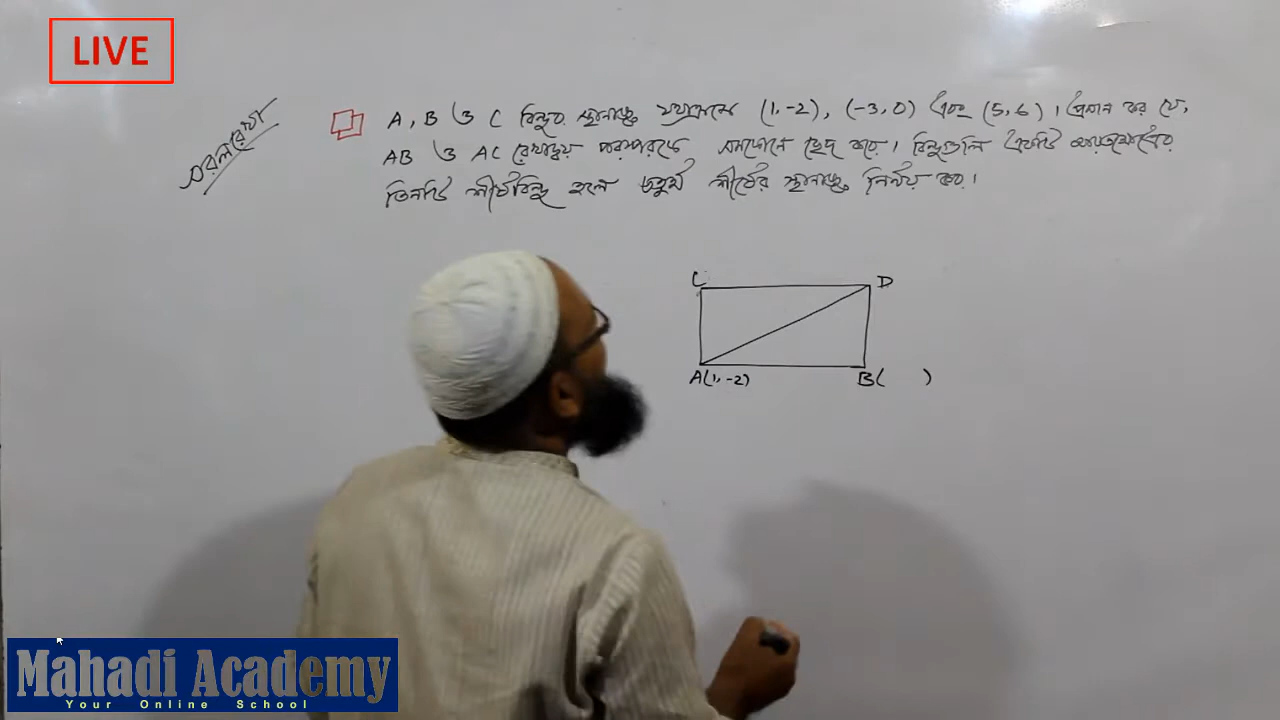 LIVE
সরলরেখা
A, B ও C বিন্দুর স্থানাঙ্ক যথাক্রমে (1,-2), (-3,0) এবং (5,6)। প্রমাণ কর যে,
AB ও AC রেখাদ্বয় পরস্পরকে সমকোণে ছেদ করে। বিন্দুগুলি একটি আয়তক্ষেত্রের
তিনটি শীর্ষবিন্দু হলে চতুর্থ শীর্ষের স্থানাঙ্ক নির্ণয় কর।
C D
A(1,-2) B( )
Mahadi Academy
Your Online School